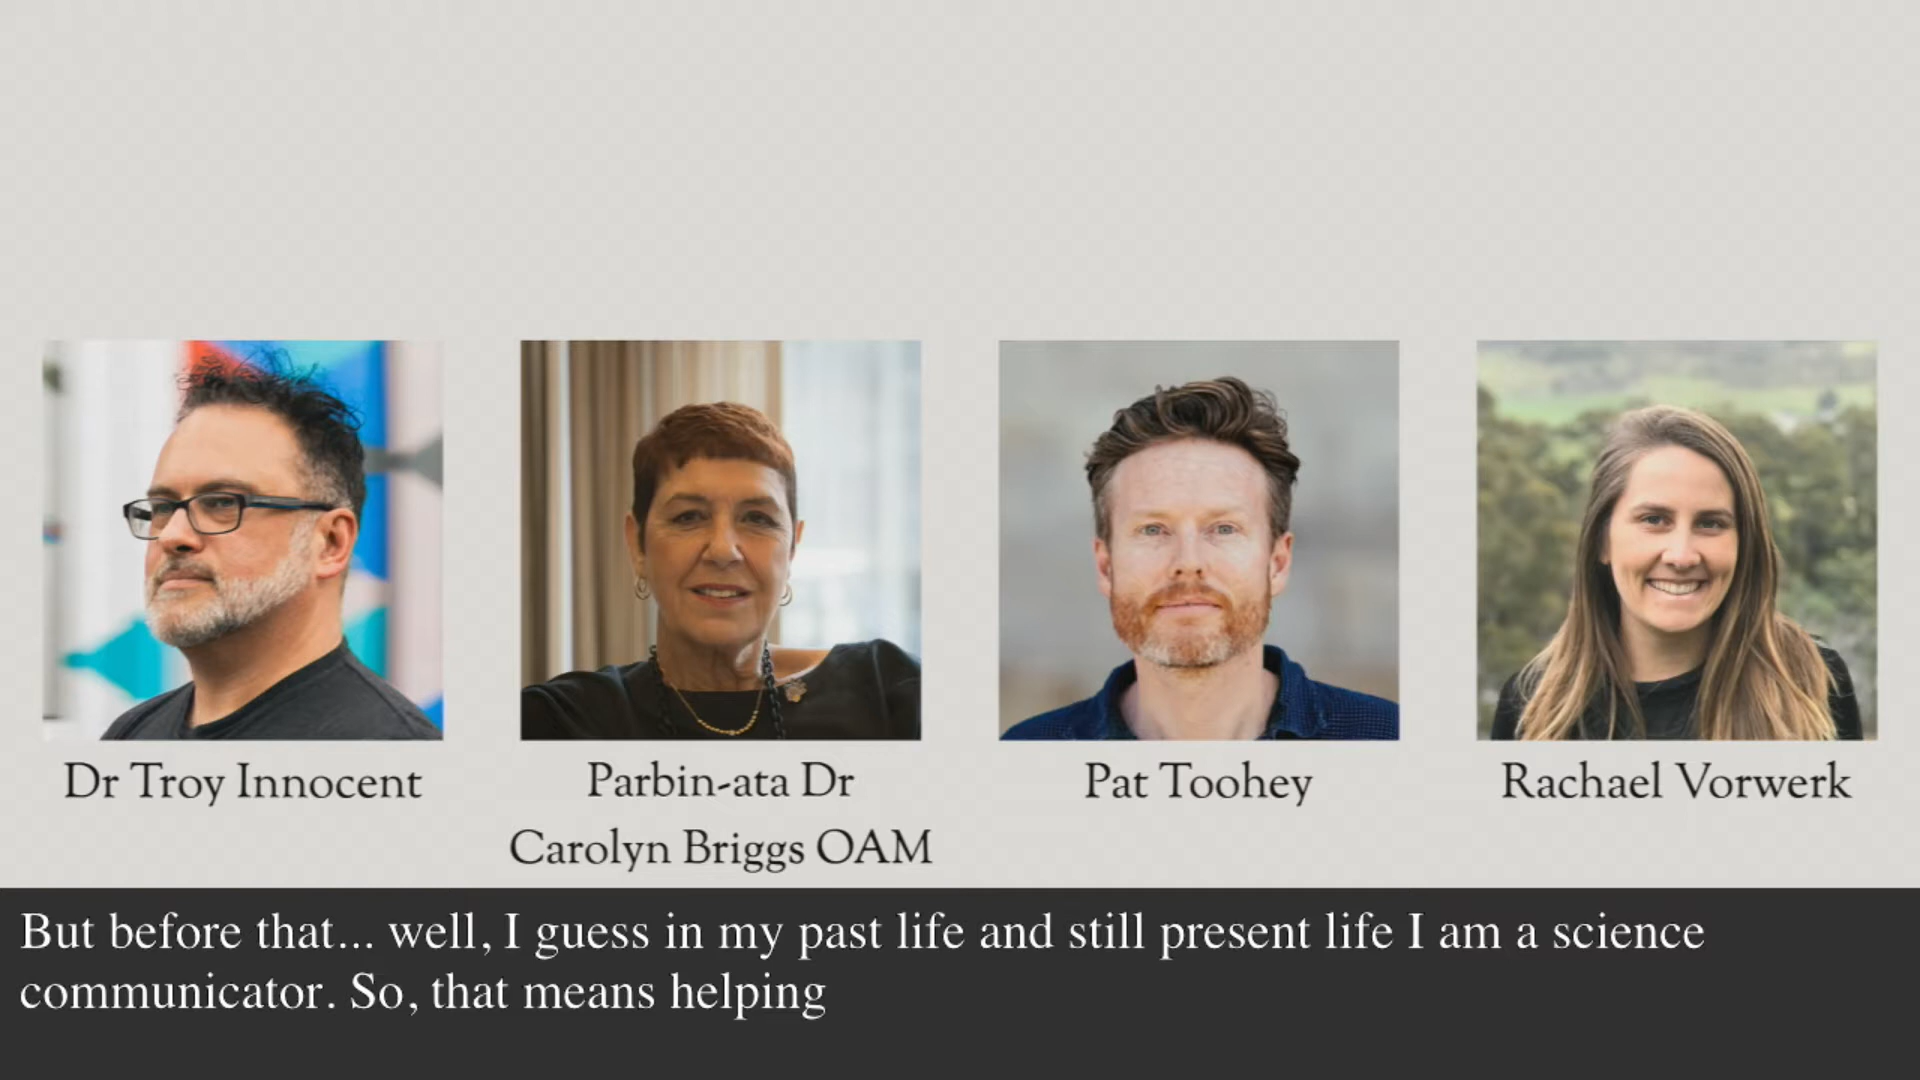 Dr Troy Innocent
Parbin-ata Dr
Carolyn Briggs OAM
Pat Toohey
Rachael Vorwerk
But before that... well, I guess in my past life and still present life I am a science
communicator. So, that means helping